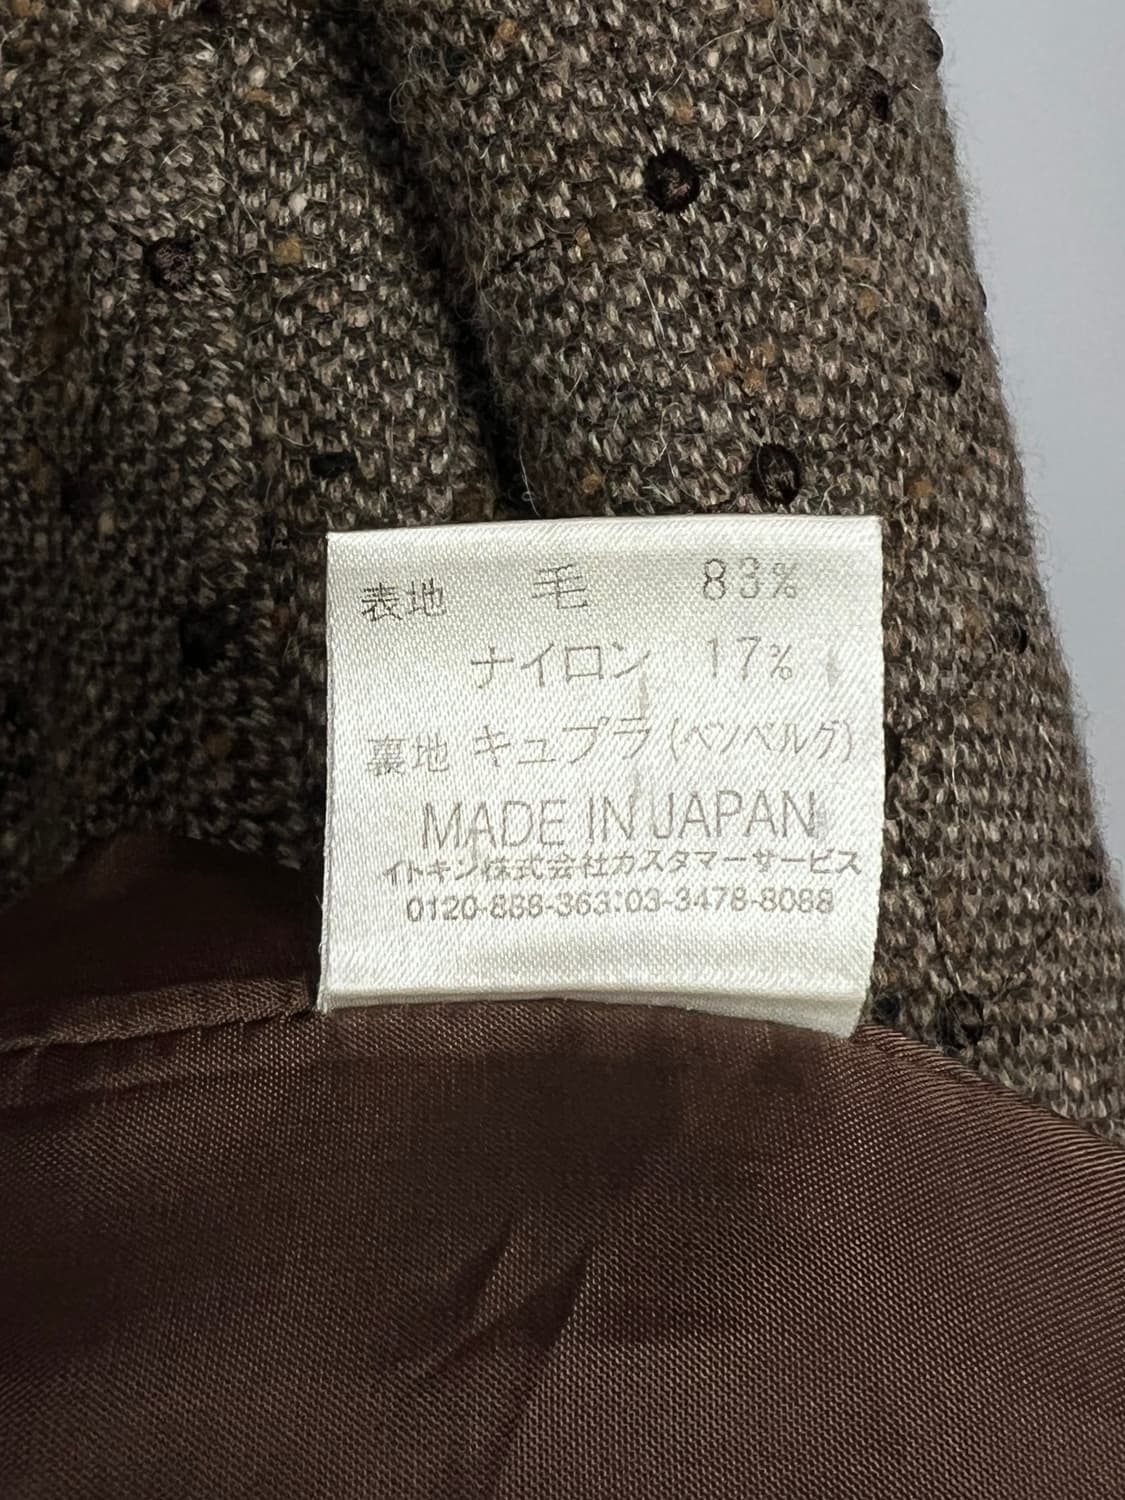 表地 毛 83%
ナイロン 17%
裏地 キュプラ(ベンベルグ)
MADE IN JAPAN
イトキン株式会社カスタマーサービス
0120-868-363:03-3478-8088